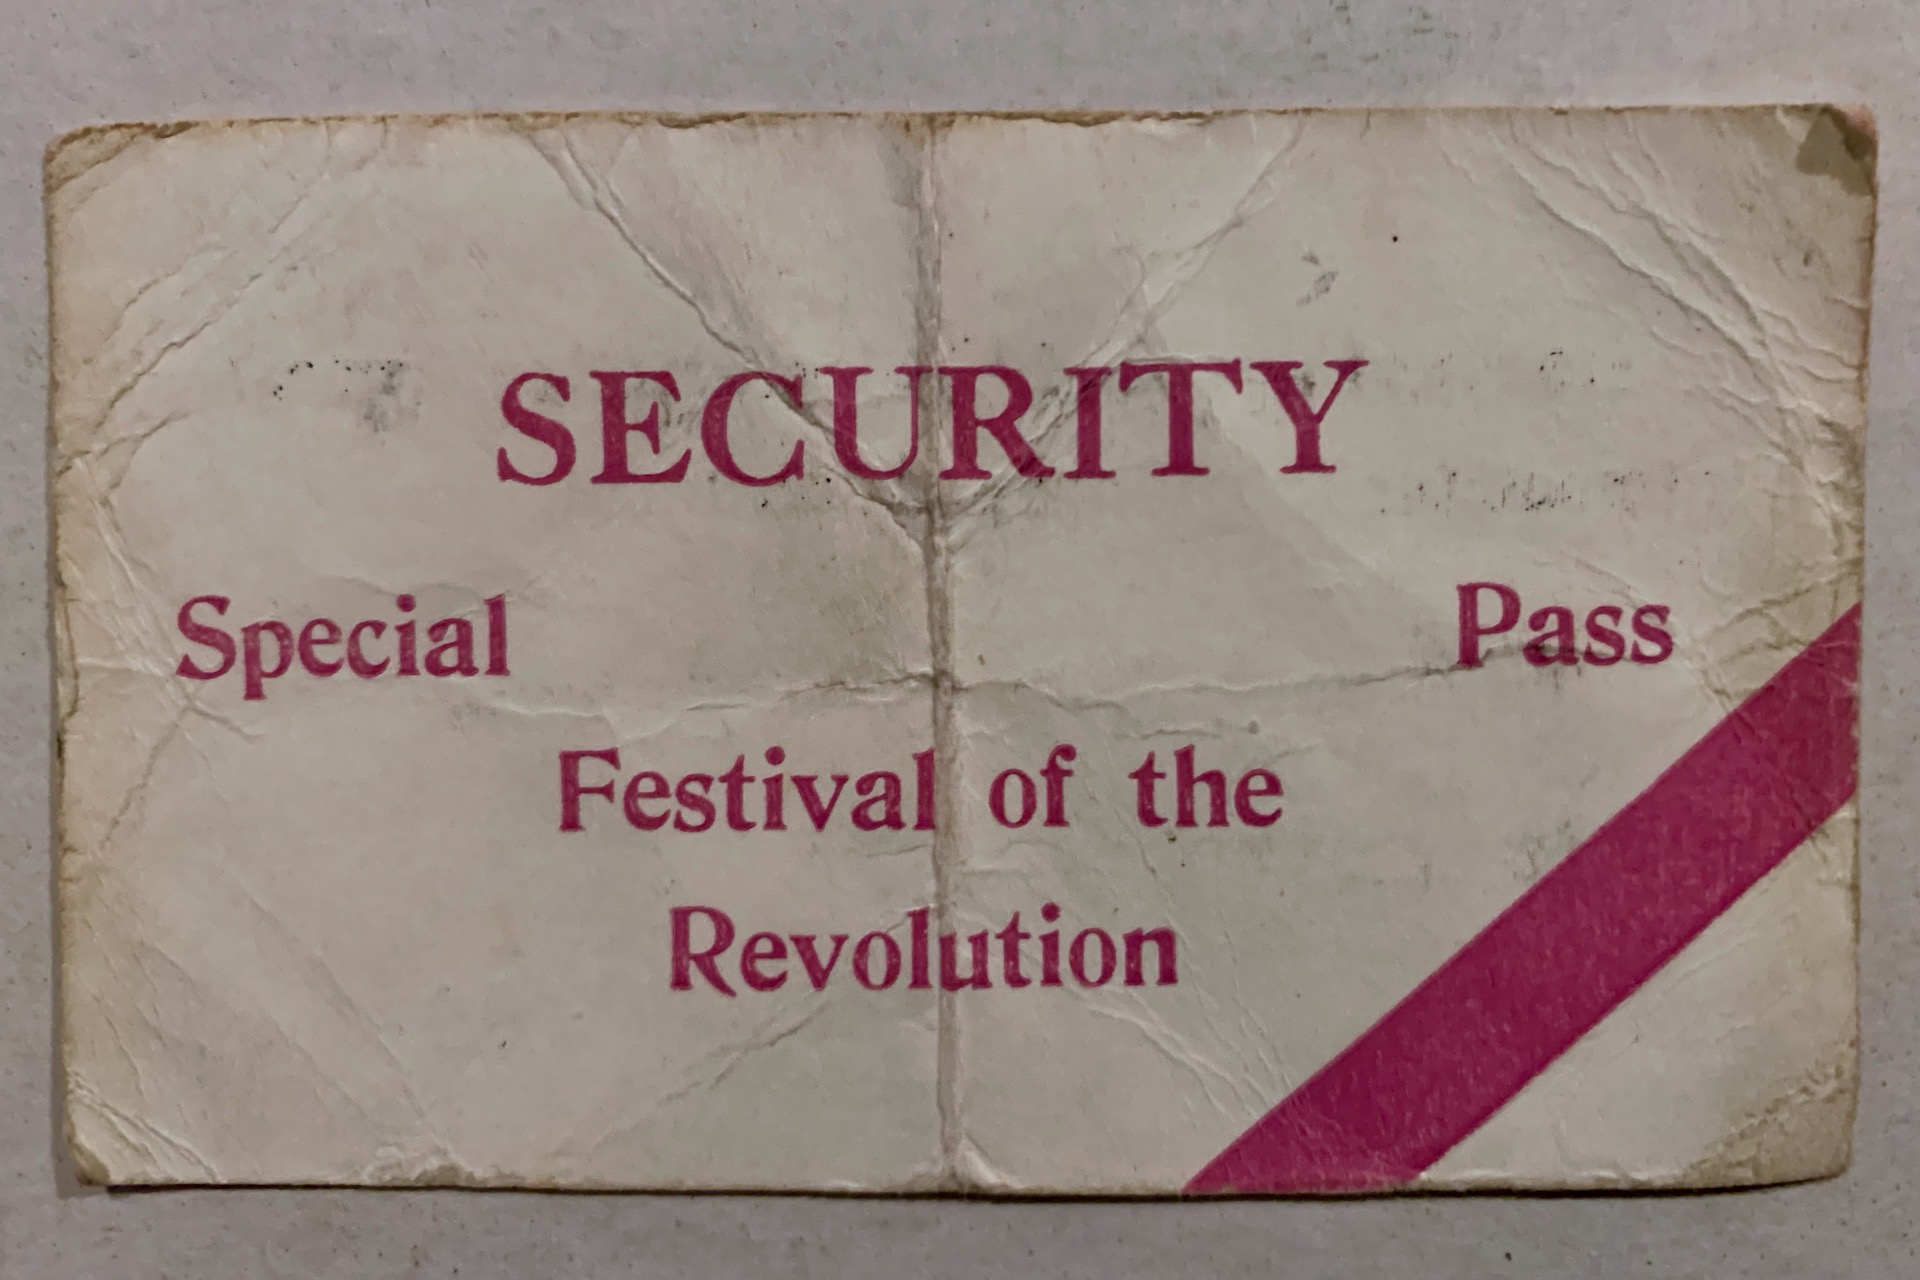 SECURITY
Special Pass
Festival of the
Revolution